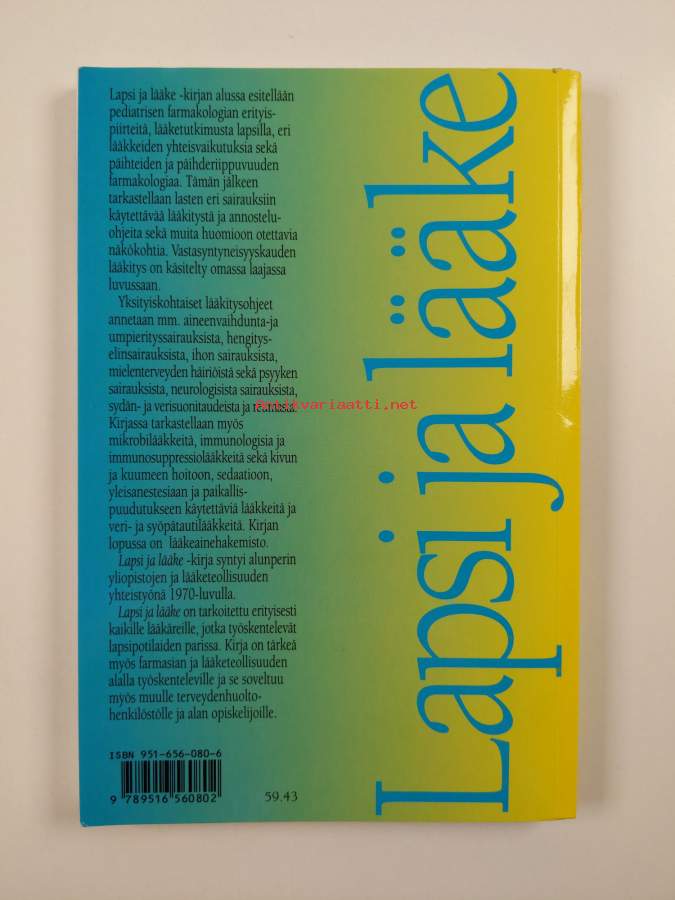 Lapsi ja lääke -kirjan alussa esitellään
pediatrisen farmakologian erityis-
piirteitä, lääketutkimusta lapsilla, eri
lääkkeiden yhteisvaikutuksia sekä
päihteiden ja päihderiippuvuuden
farmakologiaa. Tämän jälkeen
tarkastellaan lasten eri sairauksiin
käytettävää lääkitystä ja annostelu-
ohjeita sekä muita huomioon otettavia
näkökohtia. Vastasyntyneisyyskauden
lääkitys on käsitelty omassa laajassa
luvussaan.
Yksityiskohtaiset lääkitysohjeet
annetaan mm. aineenvaihdunta-ja
umpierityssairauksista, hengitys-
elinsairauksista, ihon sairauksista,
mielenterveyden häiriöistä sekä psyyken
sairauksista, neurologisista sairauksista,
sydän- ja verisuonitaudeista ja
Kirjassa tarkastellaan myös
mikrobilääkkeitä, immunologisia ja
immunosuppressiolääkkeitä sekä kivun
ja kuumeen hoitoon, sedaatioon,
yleisanestesiaan ja paikallis-
puudutukseen käytettäviä lääkkeitä ja
veri- ja syöpätautilääkkeitä. Kirjan
lopussa on lääkeainehakemisto.
Lapsi ja lääke -kirja syntyi alunperin
yliopistojen ja lääketeollisuuden
yhteistyönä 1970-luvulla.
Lapsi ja lääke on tarkoitettu erityisesti
kaikille lääkäreille, jotka työskentelevät
lapsipotilaiden parissa. Kirja on tärkeä
myös farmasian ja lääketeollisuuden
alalla työskenteleville ja se soveltuu
myös muulle terveydenhuolto-
henkilöstölle ja alan opiskelijoille.
ISBN 951-656-080-6
9 789516 560802
59.43
Lapsi ja lääke
Antikvariaatti.net